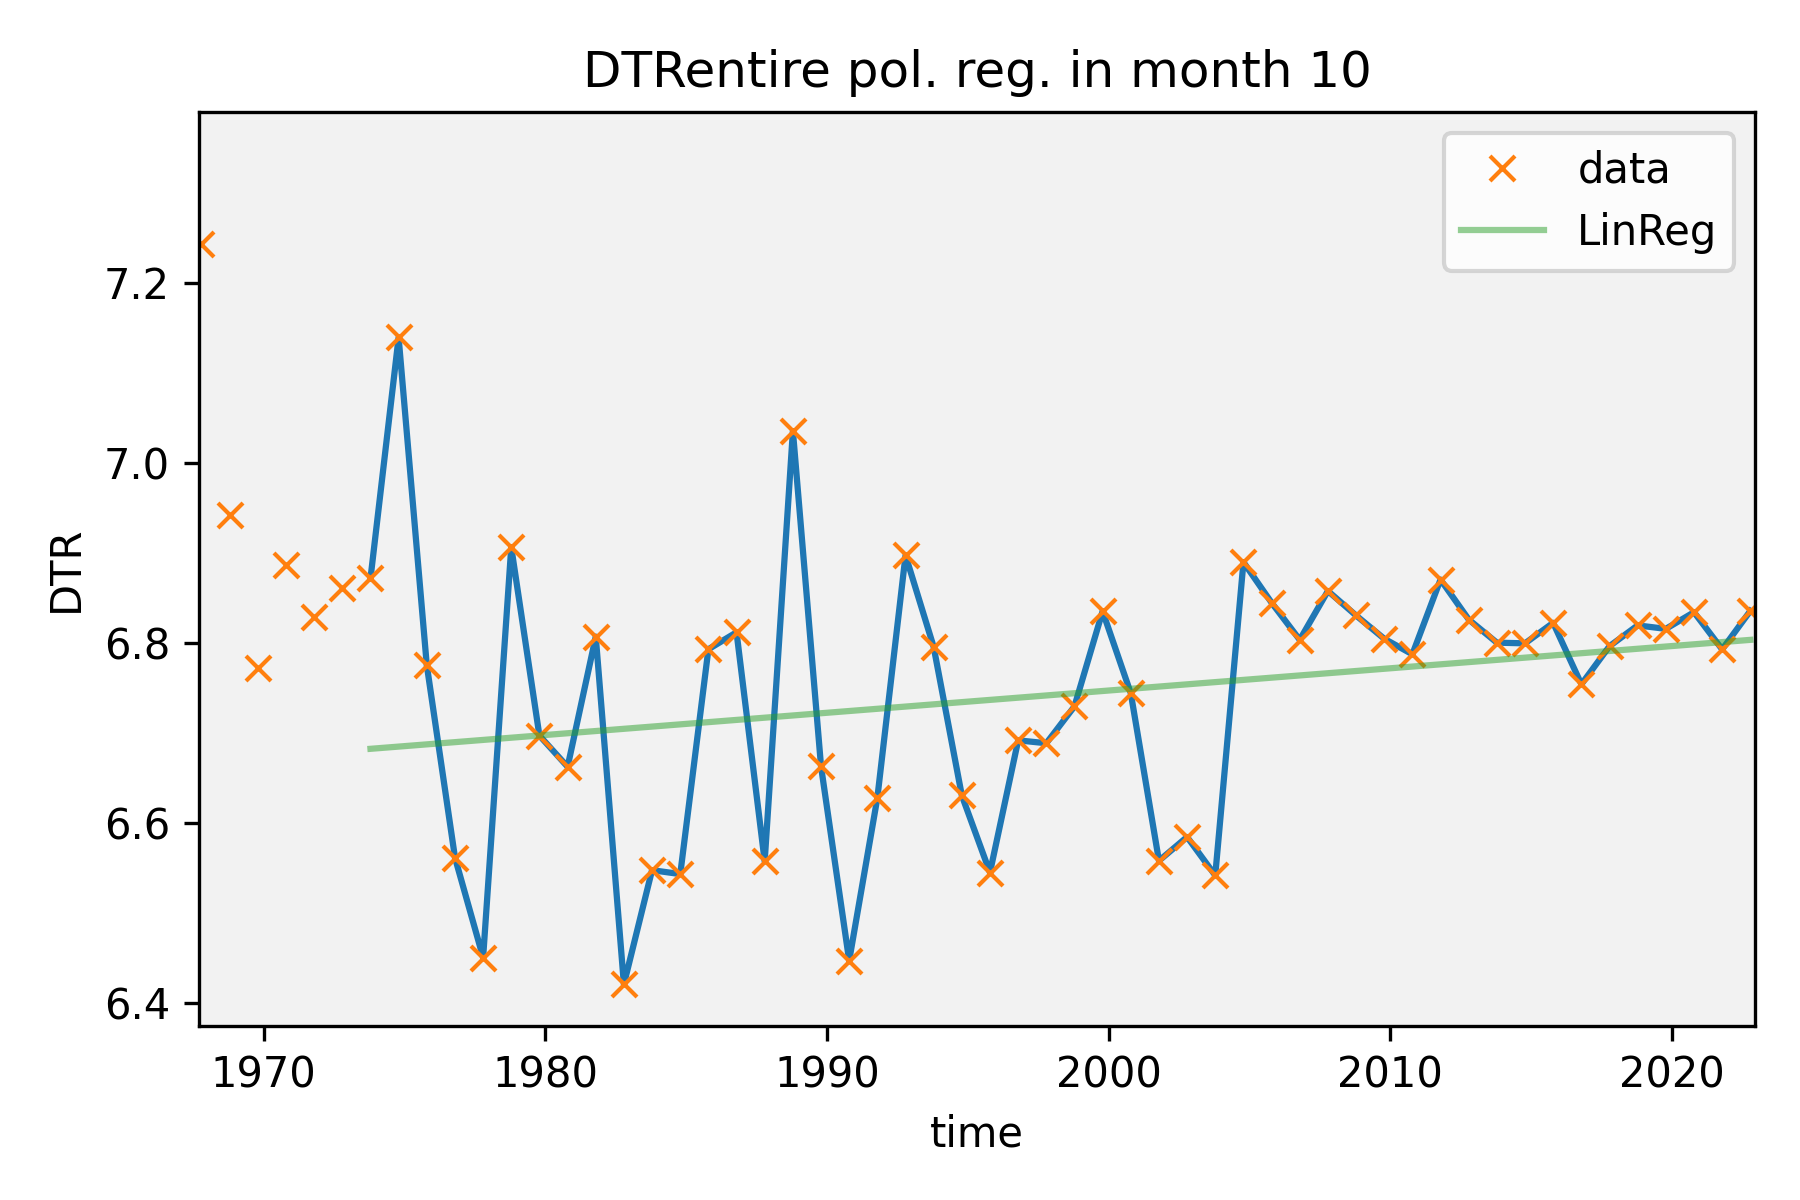 DTRentire pol. reg. in month 10
data
LinReg
7.2
7.0
6.8
6.6
6.4
DTR
1970 1980 1990 2000 2010 2020
time